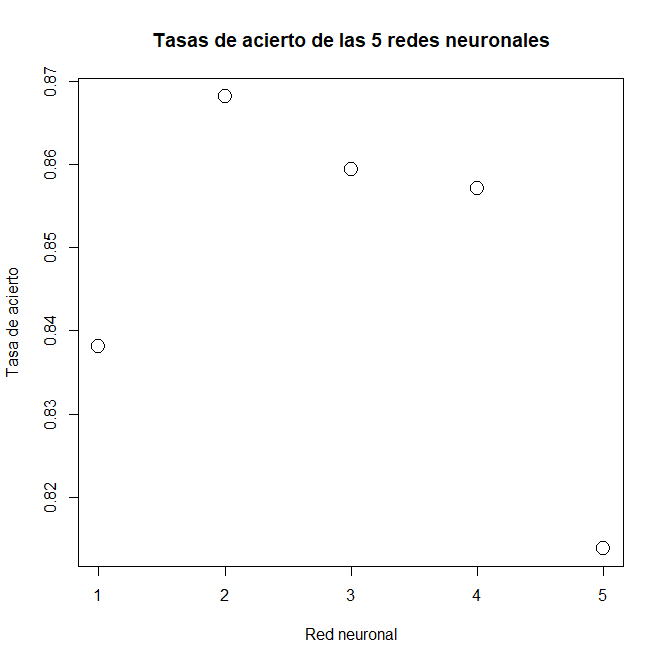 Tasas de acierto de las 5 redes neuronales
Tasa de acierto
0.87
0.86
0.85
0.84
0.83
0.82
1 2 3 4 5
Red neuronal